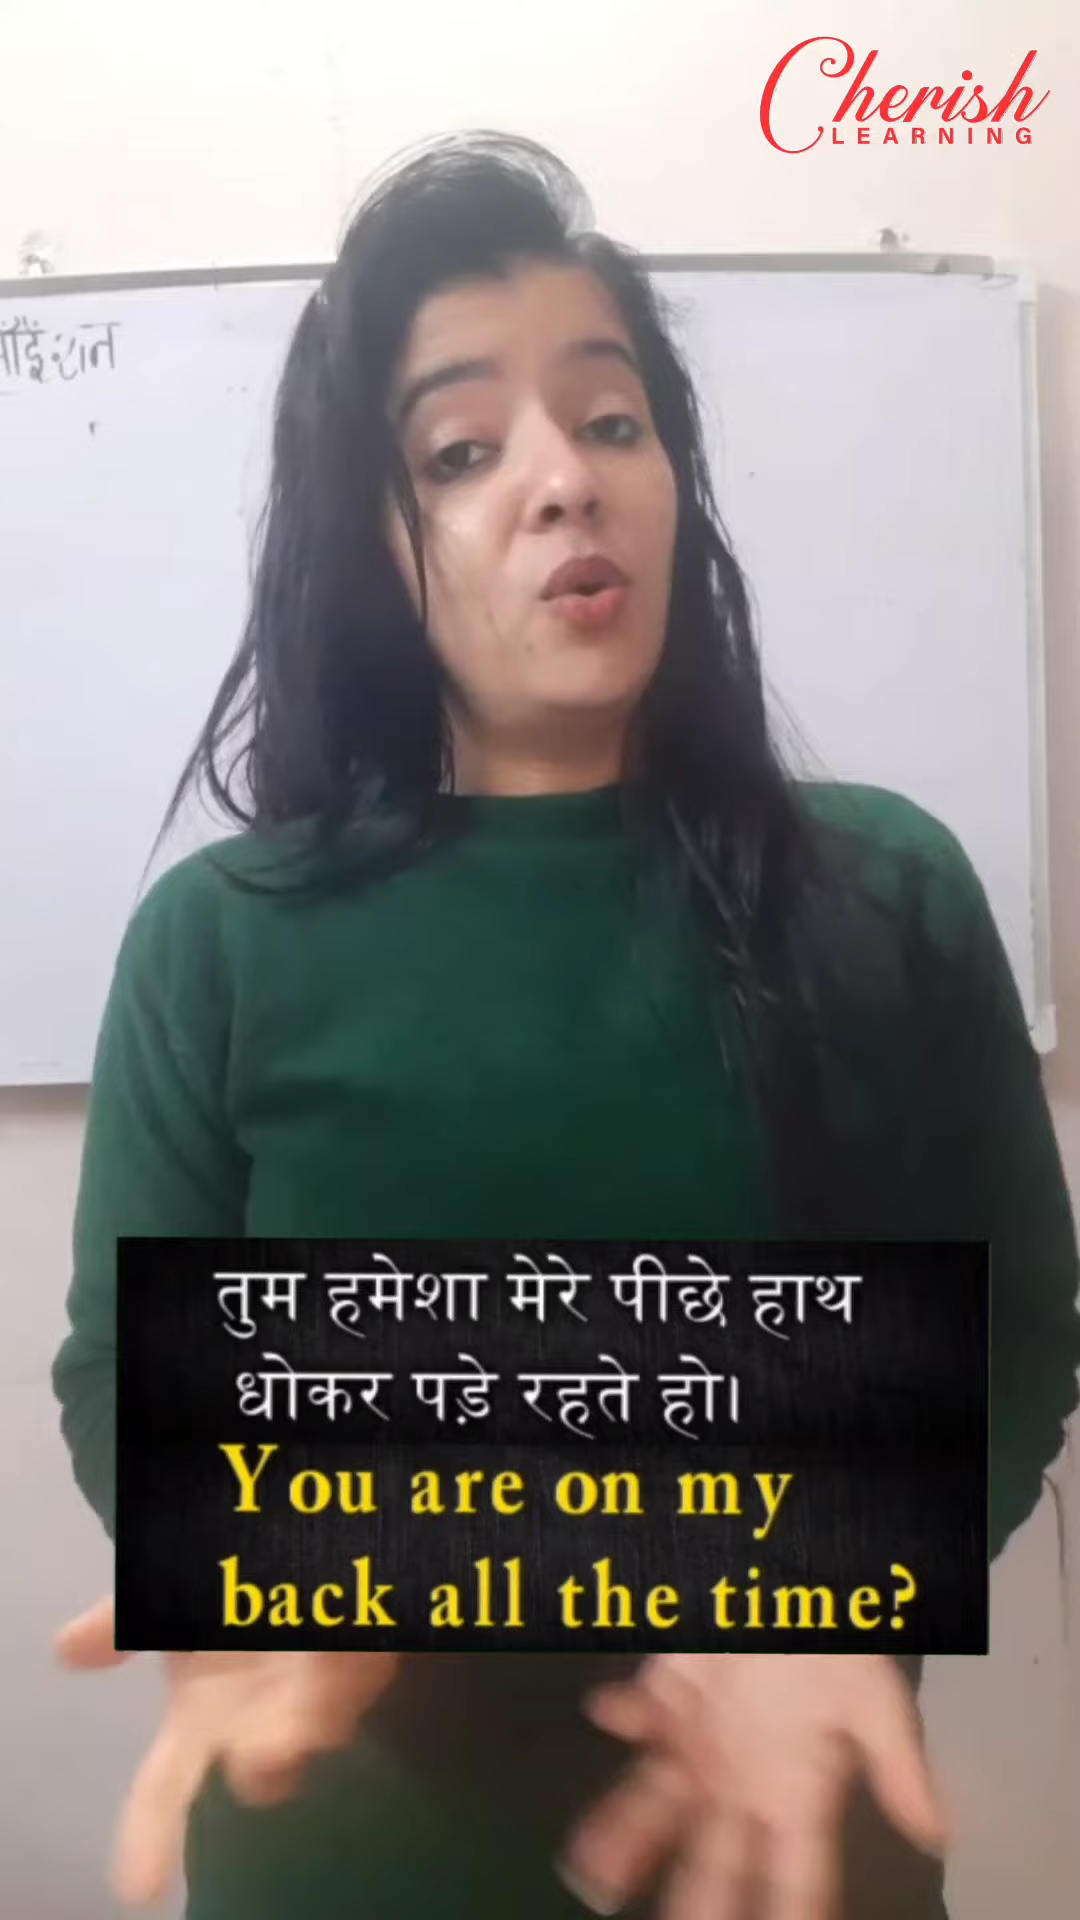 Cherish
LEARNING
तुम हमेशा मेरे पीछे हाथ
धोकर पड़े रहते हो।
You are on my
back all the time?